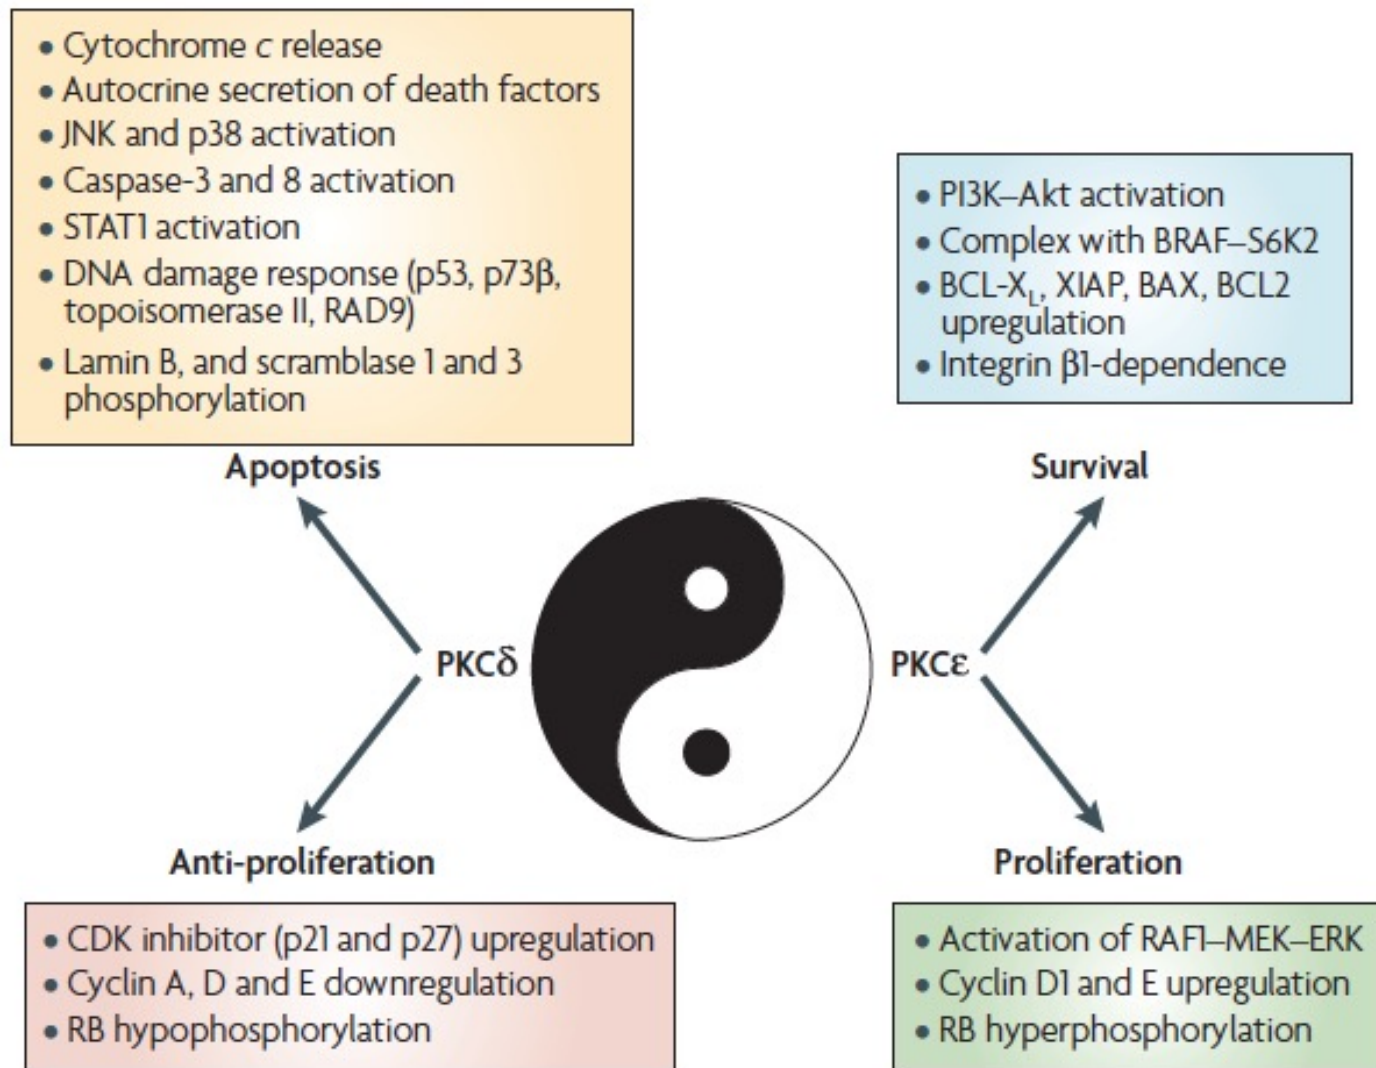 • Cytochrome c release
• Autocrine secretion of death factors
• JNK and p38 activation
• Caspase-3 and 8 activation
• STAT1 activation
• DNA damage response (p53, p73β,
topoisomerase II, RAD9)
• Lamin B, and scramblase 1 and 3
phosphorylation
Apoptosis
• PI3K–Akt activation
• Complex with BRAF–S6K2
• BCL-X_L, XIAP, BAX, BCL2
upregulation
• Integrin β1-dependence
Survival
PKCδ
PKCε
Anti-proliferation
• CDK inhibitor (p21 and p27) upregulation
• Cyclin A, D and E downregulation
• RB hypophosphorylation
Proliferation
• Activation of RAF1–MEK–ERK
• Cyclin D1 and E upregulation
• RB hyperphosphorylation